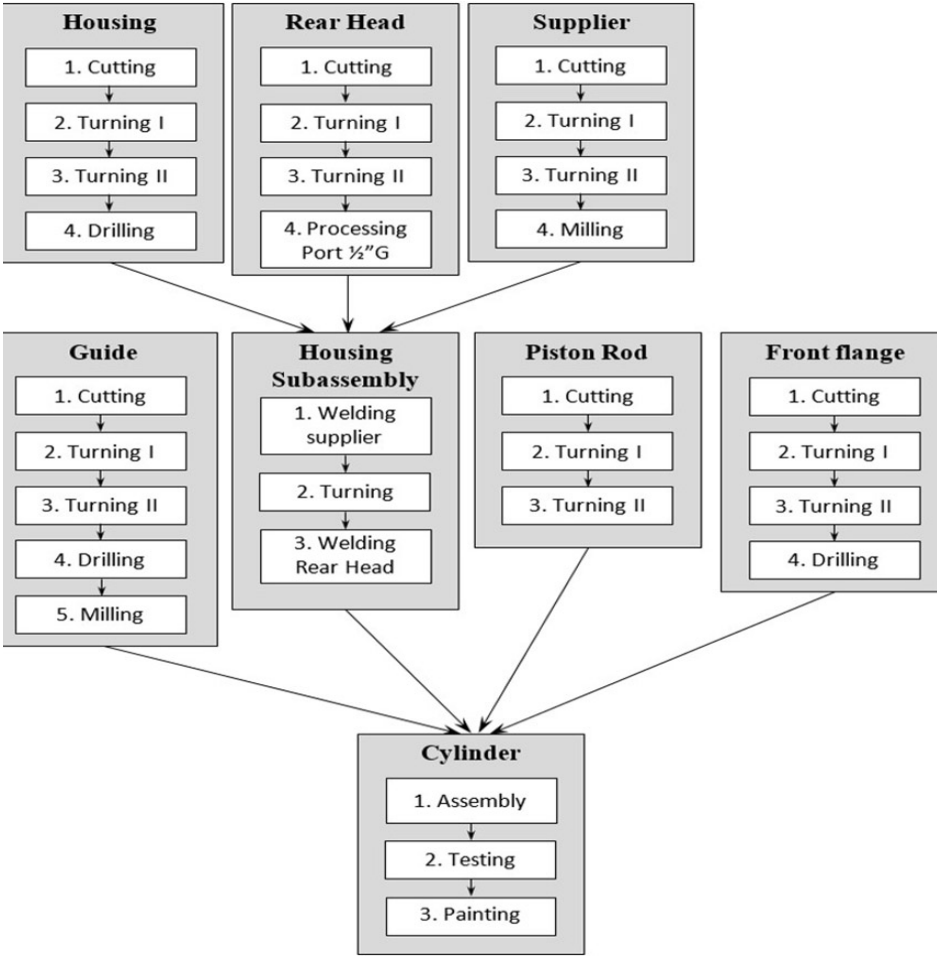 Housing
1. Cutting
2. Turning I
3. Turning II
4. Drilling
Rear Head
1. Cutting
2. Turning I
3. Turning II
4. Processing
Port ½”G
Supplier
1. Cutting
2. Turning I
3. Turning II
4. Milling
Guide
1. Cutting
2. Turning I
3. Turning II
4. Drilling
5. Milling
Housing
Subassembly
1. Welding
supplier
2. Turning
3. Welding
Rear Head
Piston Rod
1. Cutting
2. Turning I
3. Turning II
Front flange
1. Cutting
2. Turning I
3. Turning II
4. Drilling
Cylinder
1. Assembly
2. Testing
3. Painting